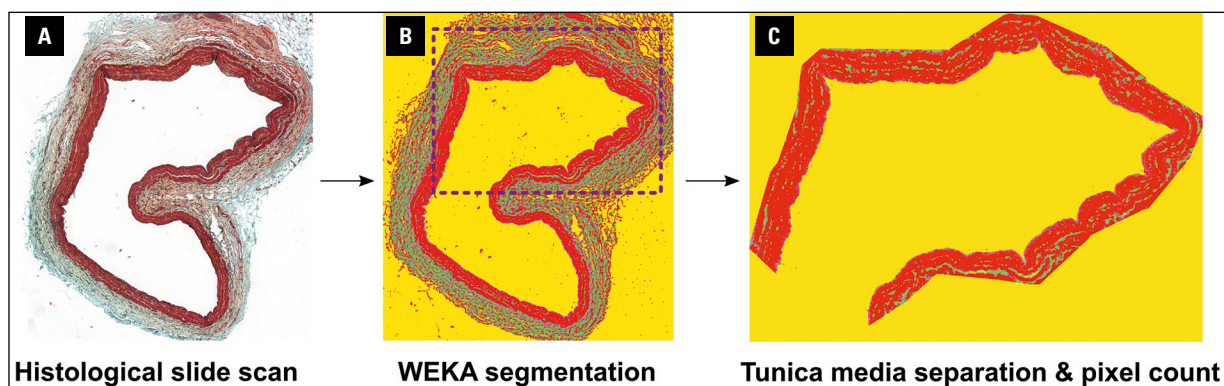 A
B
C
Histological slide scan
WEKA segmentation
Tunica media separation & pixel count